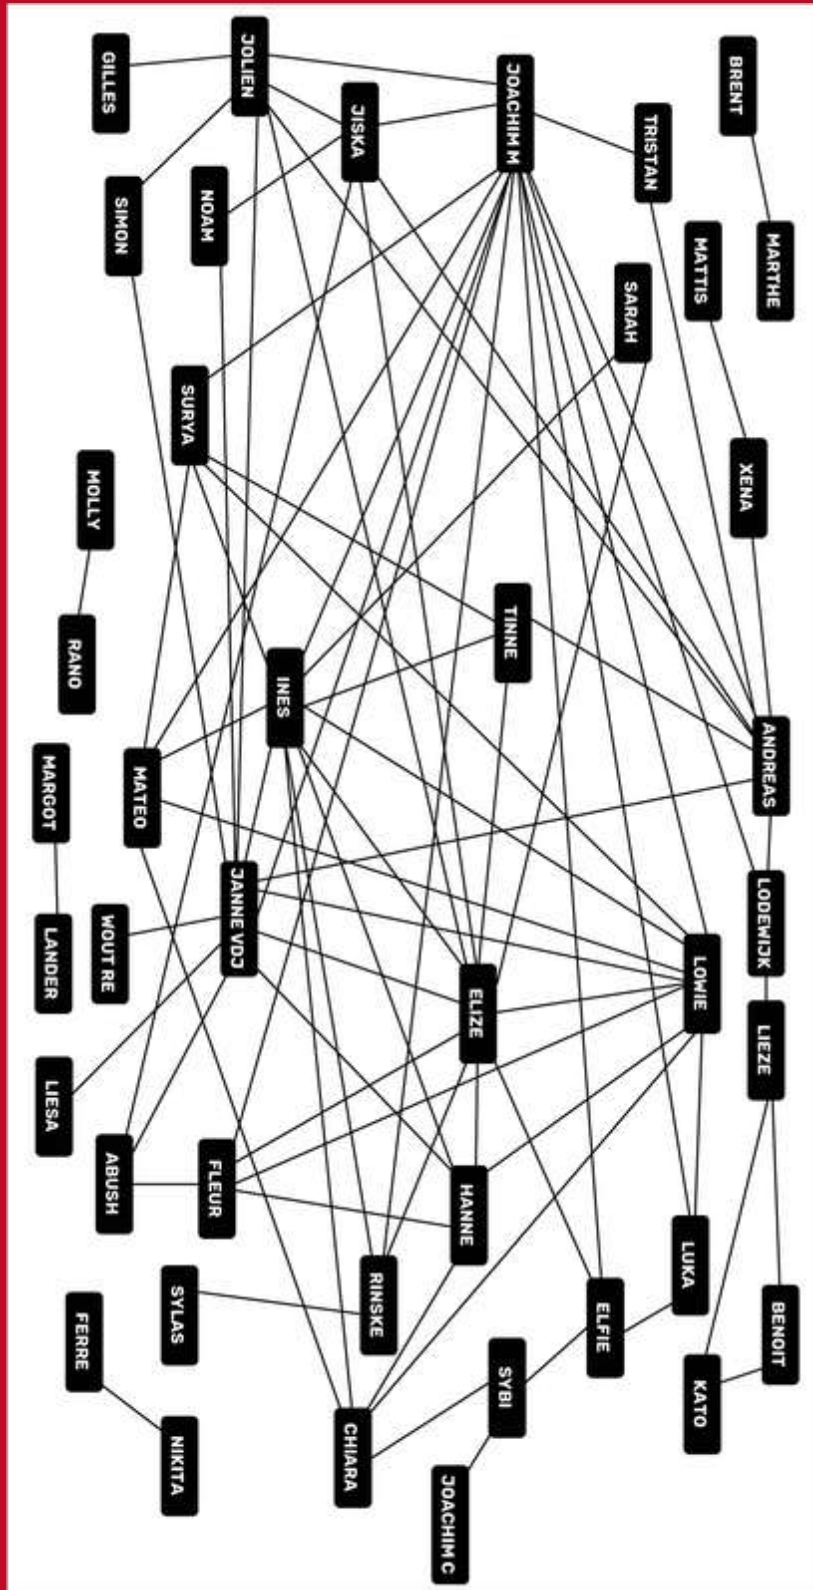 BRENT
MARTHE
TRISTAN
MATTIS
JOACHIM M
SARAH
XENA
JOLIEN
JISKA
GILLES
NOAM
SIMON
SURYA
TINNE
ANDREAS
MOLLY
INES
RANO
MATEO
LODEWIJK
MARGOT
JANNE VDJ
LOWIE
LIEZE
WOUT RE
ELIZE
LANDER
LIESA
ABUSH
FLEUR
HANNE
LUKA
BENOIT
RINSKE
ELFIE
SYLAS
KATO
FERRE
SYBI
NIKITA
CHIARA
JOACHIM C